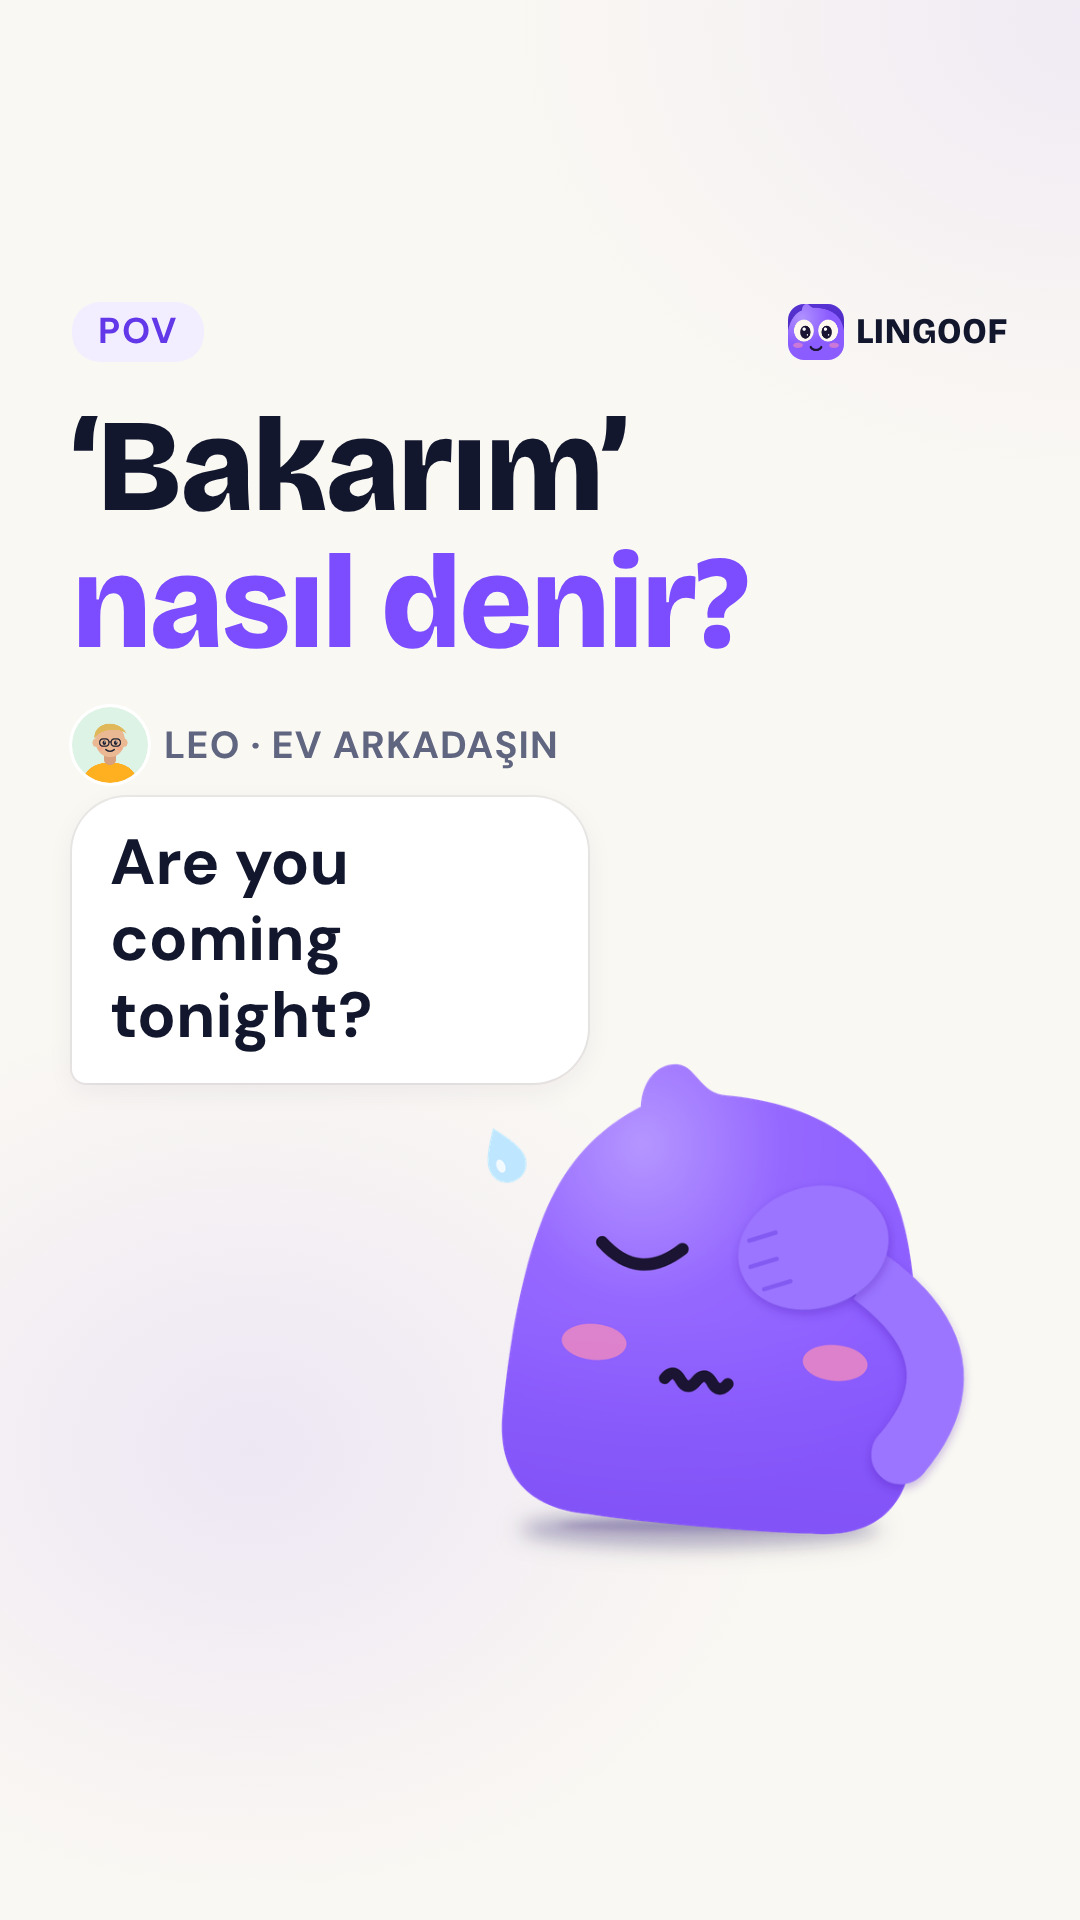 POV
LINGOOF
‘Bakarım’
nasıl denir?
LEO · EV ARKADAŞIN
Are you
coming
tonight?